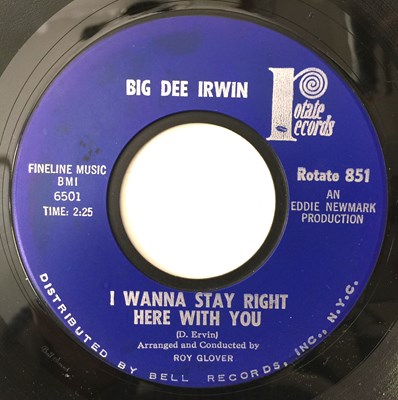 BIG DEE IRWIN
rotate
records
FINELINE MUSIC
BMI
6501
TIME: 2:25
Rotate 851
AN
EDDIE NEWMARK
PRODUCTION
I WANNA STAY RIGHT
HERE WITH YOU
(D. Ervin)
Arranged and Conducted by
ROY GLOVER
DISTRIBUTED BY BELL RECORDS, INC., N.Y.C.